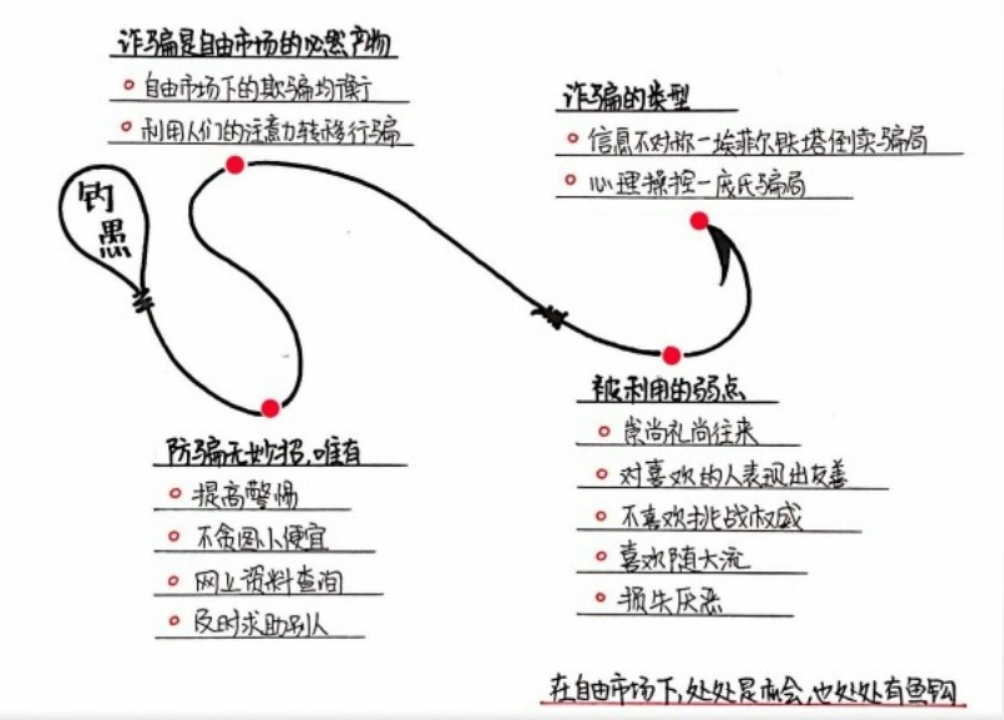 诈骗是自由市场的必然产物
自由市场下的欺骗均衡
利用人们的注意力转移行骗
诈骗的类型
信息不对称-埃菲尔铁塔倒卖骗局
心理操控-庞氏骗局
钓
愚
被利用的弱点
崇尚礼尚往来
对喜欢的人表现出友善
不喜欢挑战权威
喜欢随大流
损失厌恶
防骗无妙招,唯有
提高警惕
不贪图小便宜
网上资料查询
及时求助别人
在自由市场下,处处是机会,也处处有鱼钩